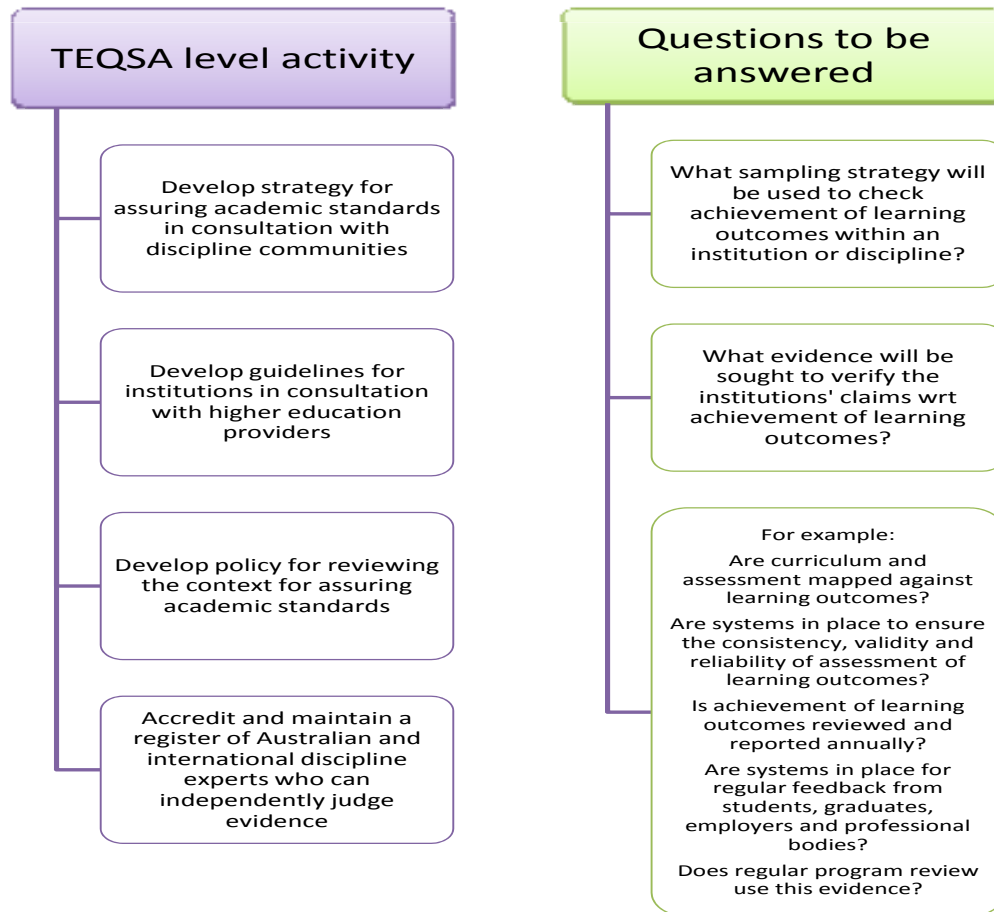 TEQSA level activity
Develop strategy for
assuring academic standards
in consultation with
discipline communities
Develop guidelines for
institutions in consultation
with higher education
providers
Develop policy for reviewing
the context for assuring
academic standards
Accredit and maintain a
register of Australian and
international discipline
experts who can
independently judge
evidence
Questions to be
answered
What sampling strategy will
be used to check
achievement of learning
outcomes within an
institution or discipline?
What evidence will be
sought to verify the
institutions' claims wrt
achievement of learning
outcomes?
For example:
Are curriculum and
assessment mapped against
learning outcomes?
Are systems in place to ensure
the consistency, validity and
reliability of assessment of
learning outcomes?
Is achievement of learning
outcomes reviewed and
reported annually?
Are systems in place for
regular feedback from
students, graduates,
employers and professional
bodies?
Does regular program review
use this evidence?